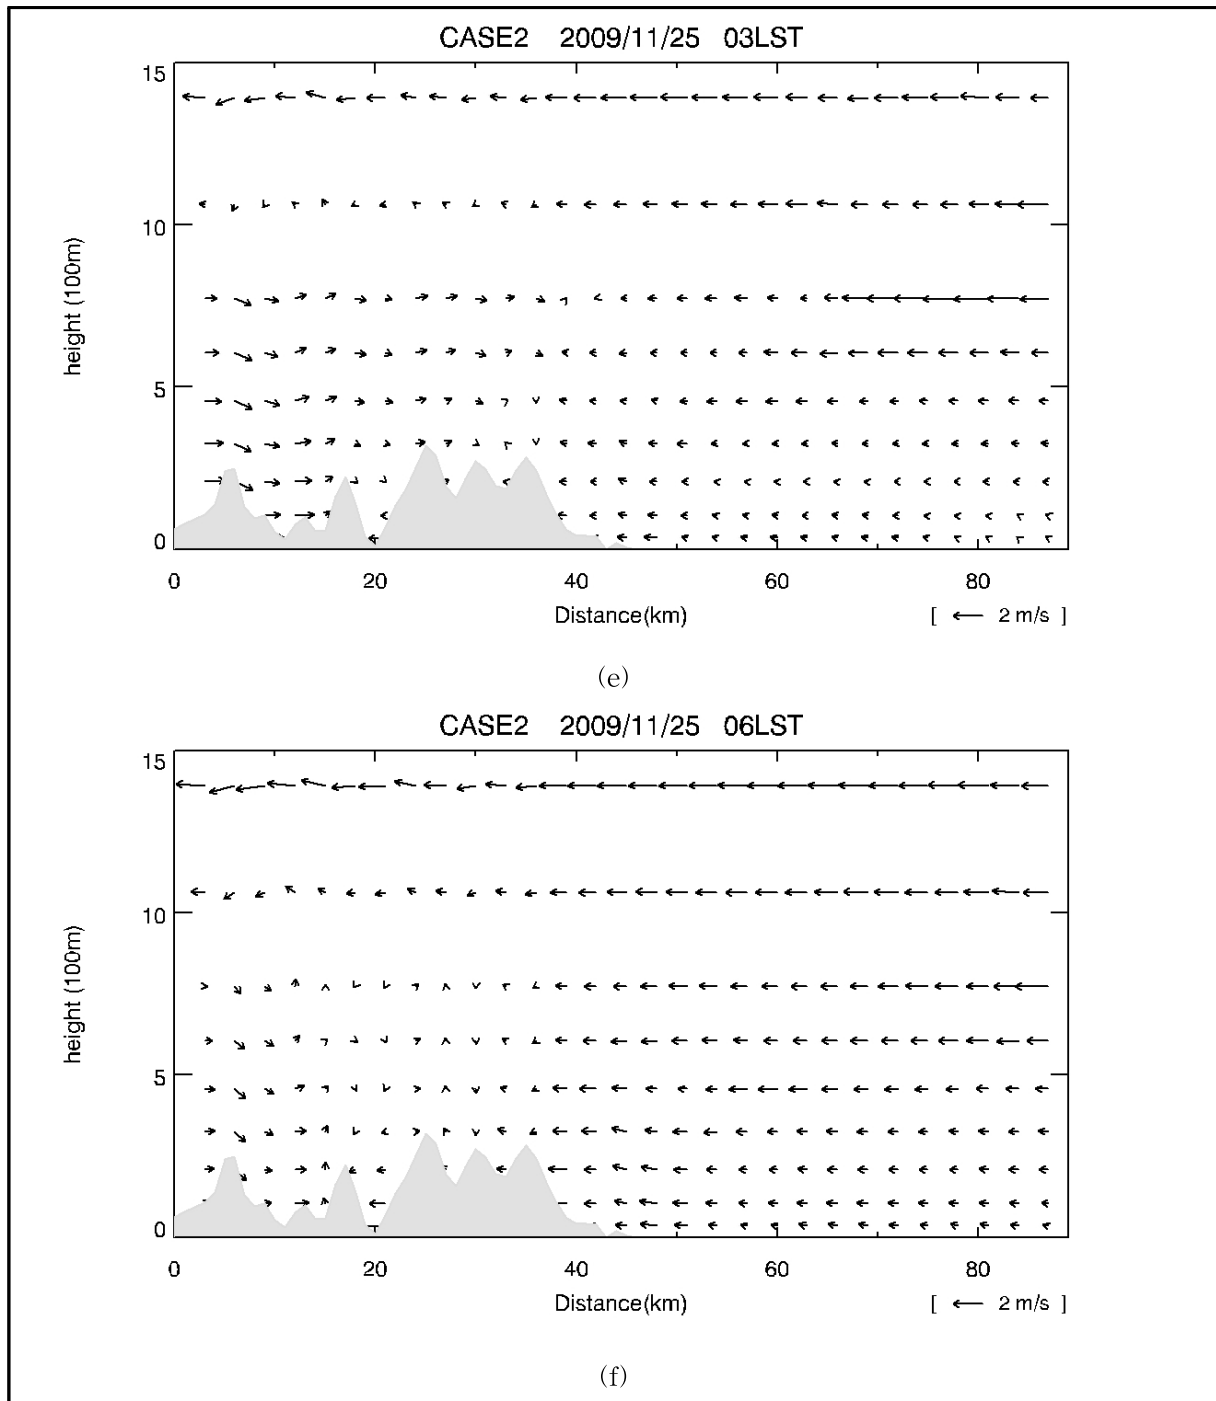 CASE2 2009/11/25 03LST
15
10
5
0
height (100m)
0 20 40 60 80
Distance(km)
[ ← 2 m/s ]
(e)
CASE2 2009/11/25 06LST
15
10
5
0
height (100m)
0 20 40 60 80
Distance(km)
[ ← 2 m/s ]
(f)